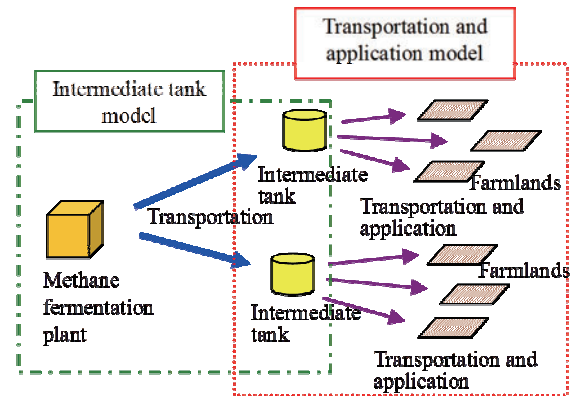 Transportation and
application model
Intermediate tank
model
Intermediate
tank
Farmlands
Transportation
Transportation and
application
Methane
fermentation
plant
Intermediate
tank
Farmlands
Transportation and
application